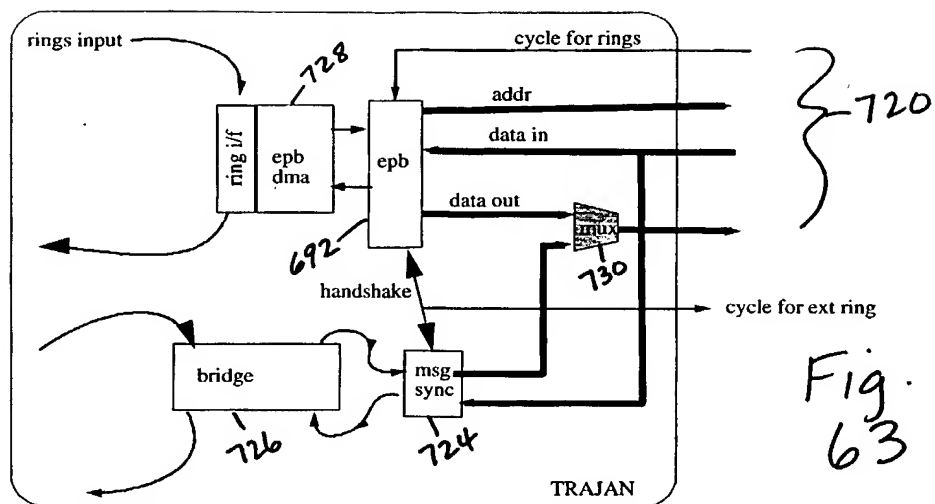 rings input
cycle for rings
728
addr
720
data in
ring i/f
epb
dma
epb
data out
mux
692
730
handshake
cycle for ext ring
bridge
msg
sync
726
724
Fig.
63
TRAJAN